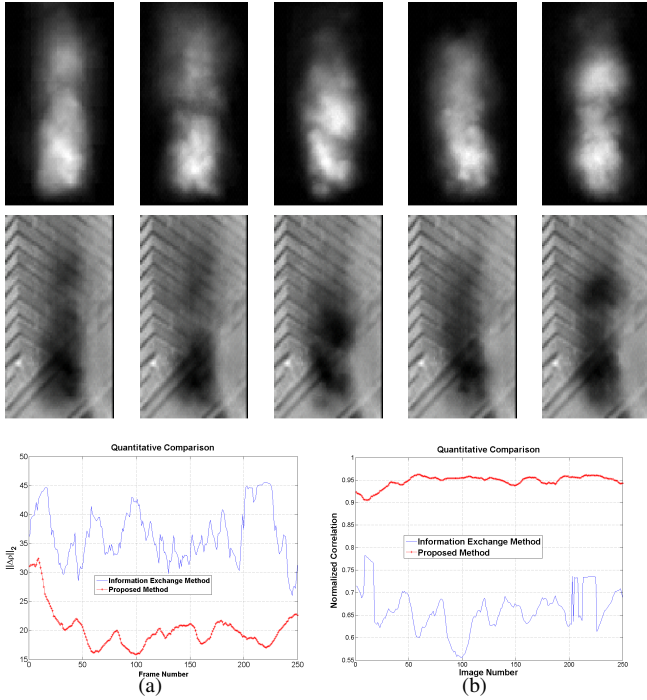 Quantitative Comparison
50
45
40
35
30
25
20
15
||Δρ||2
Information Exchange Method
Proposed Method
0 50 100 150 200 250
Frame Number
(a)
Quantitative Comparison
1
0.95
0.9
0.85
0.8
0.75
0.7
0.65
0.6
0.55
Normalized Correlation
Information Exchange Method
Proposed Method
0 50 100 150 200 250
Image Number
(b)